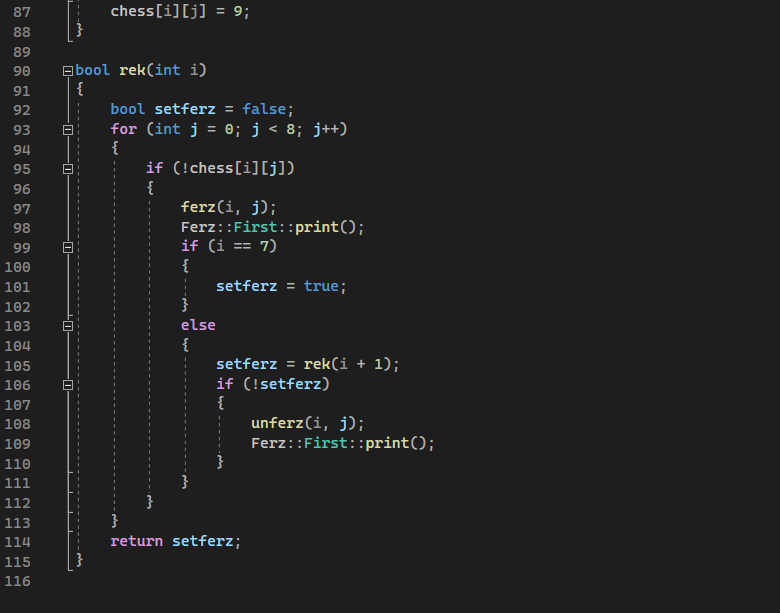 87 chess[i][j] = 9;
88 }
89
90 bool rek(int i)
91 {
92 bool setferz = false;
93 for (int j = 0; j < 8; j++)
94 {
95 if (!chess[i][j])
96 {
97 ferz(i, j);
98 Ferz::First::print();
99 if (i == 7)
100 {
101 setferz = true;
102 }
103 else
104 {
105 setferz = rek(i + 1);
106 if (!setferz)
107 {
108 unferz(i, j);
109 Ferz::First::print();
110 }
111 }
112 }
113 }
114 return setferz;
115 }
116